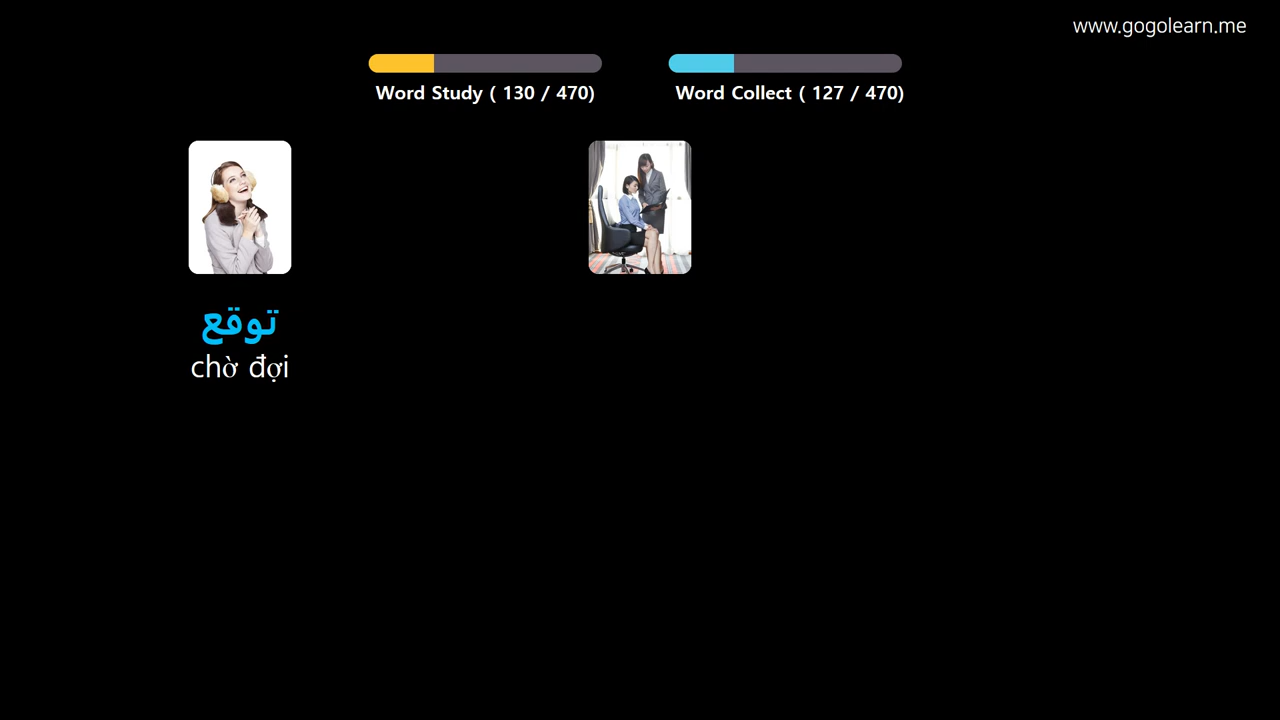 www.gogolearn.me
Word Study ( 130 / 470)
Word Collect ( 127 / 470)
توقع
chờ đợi